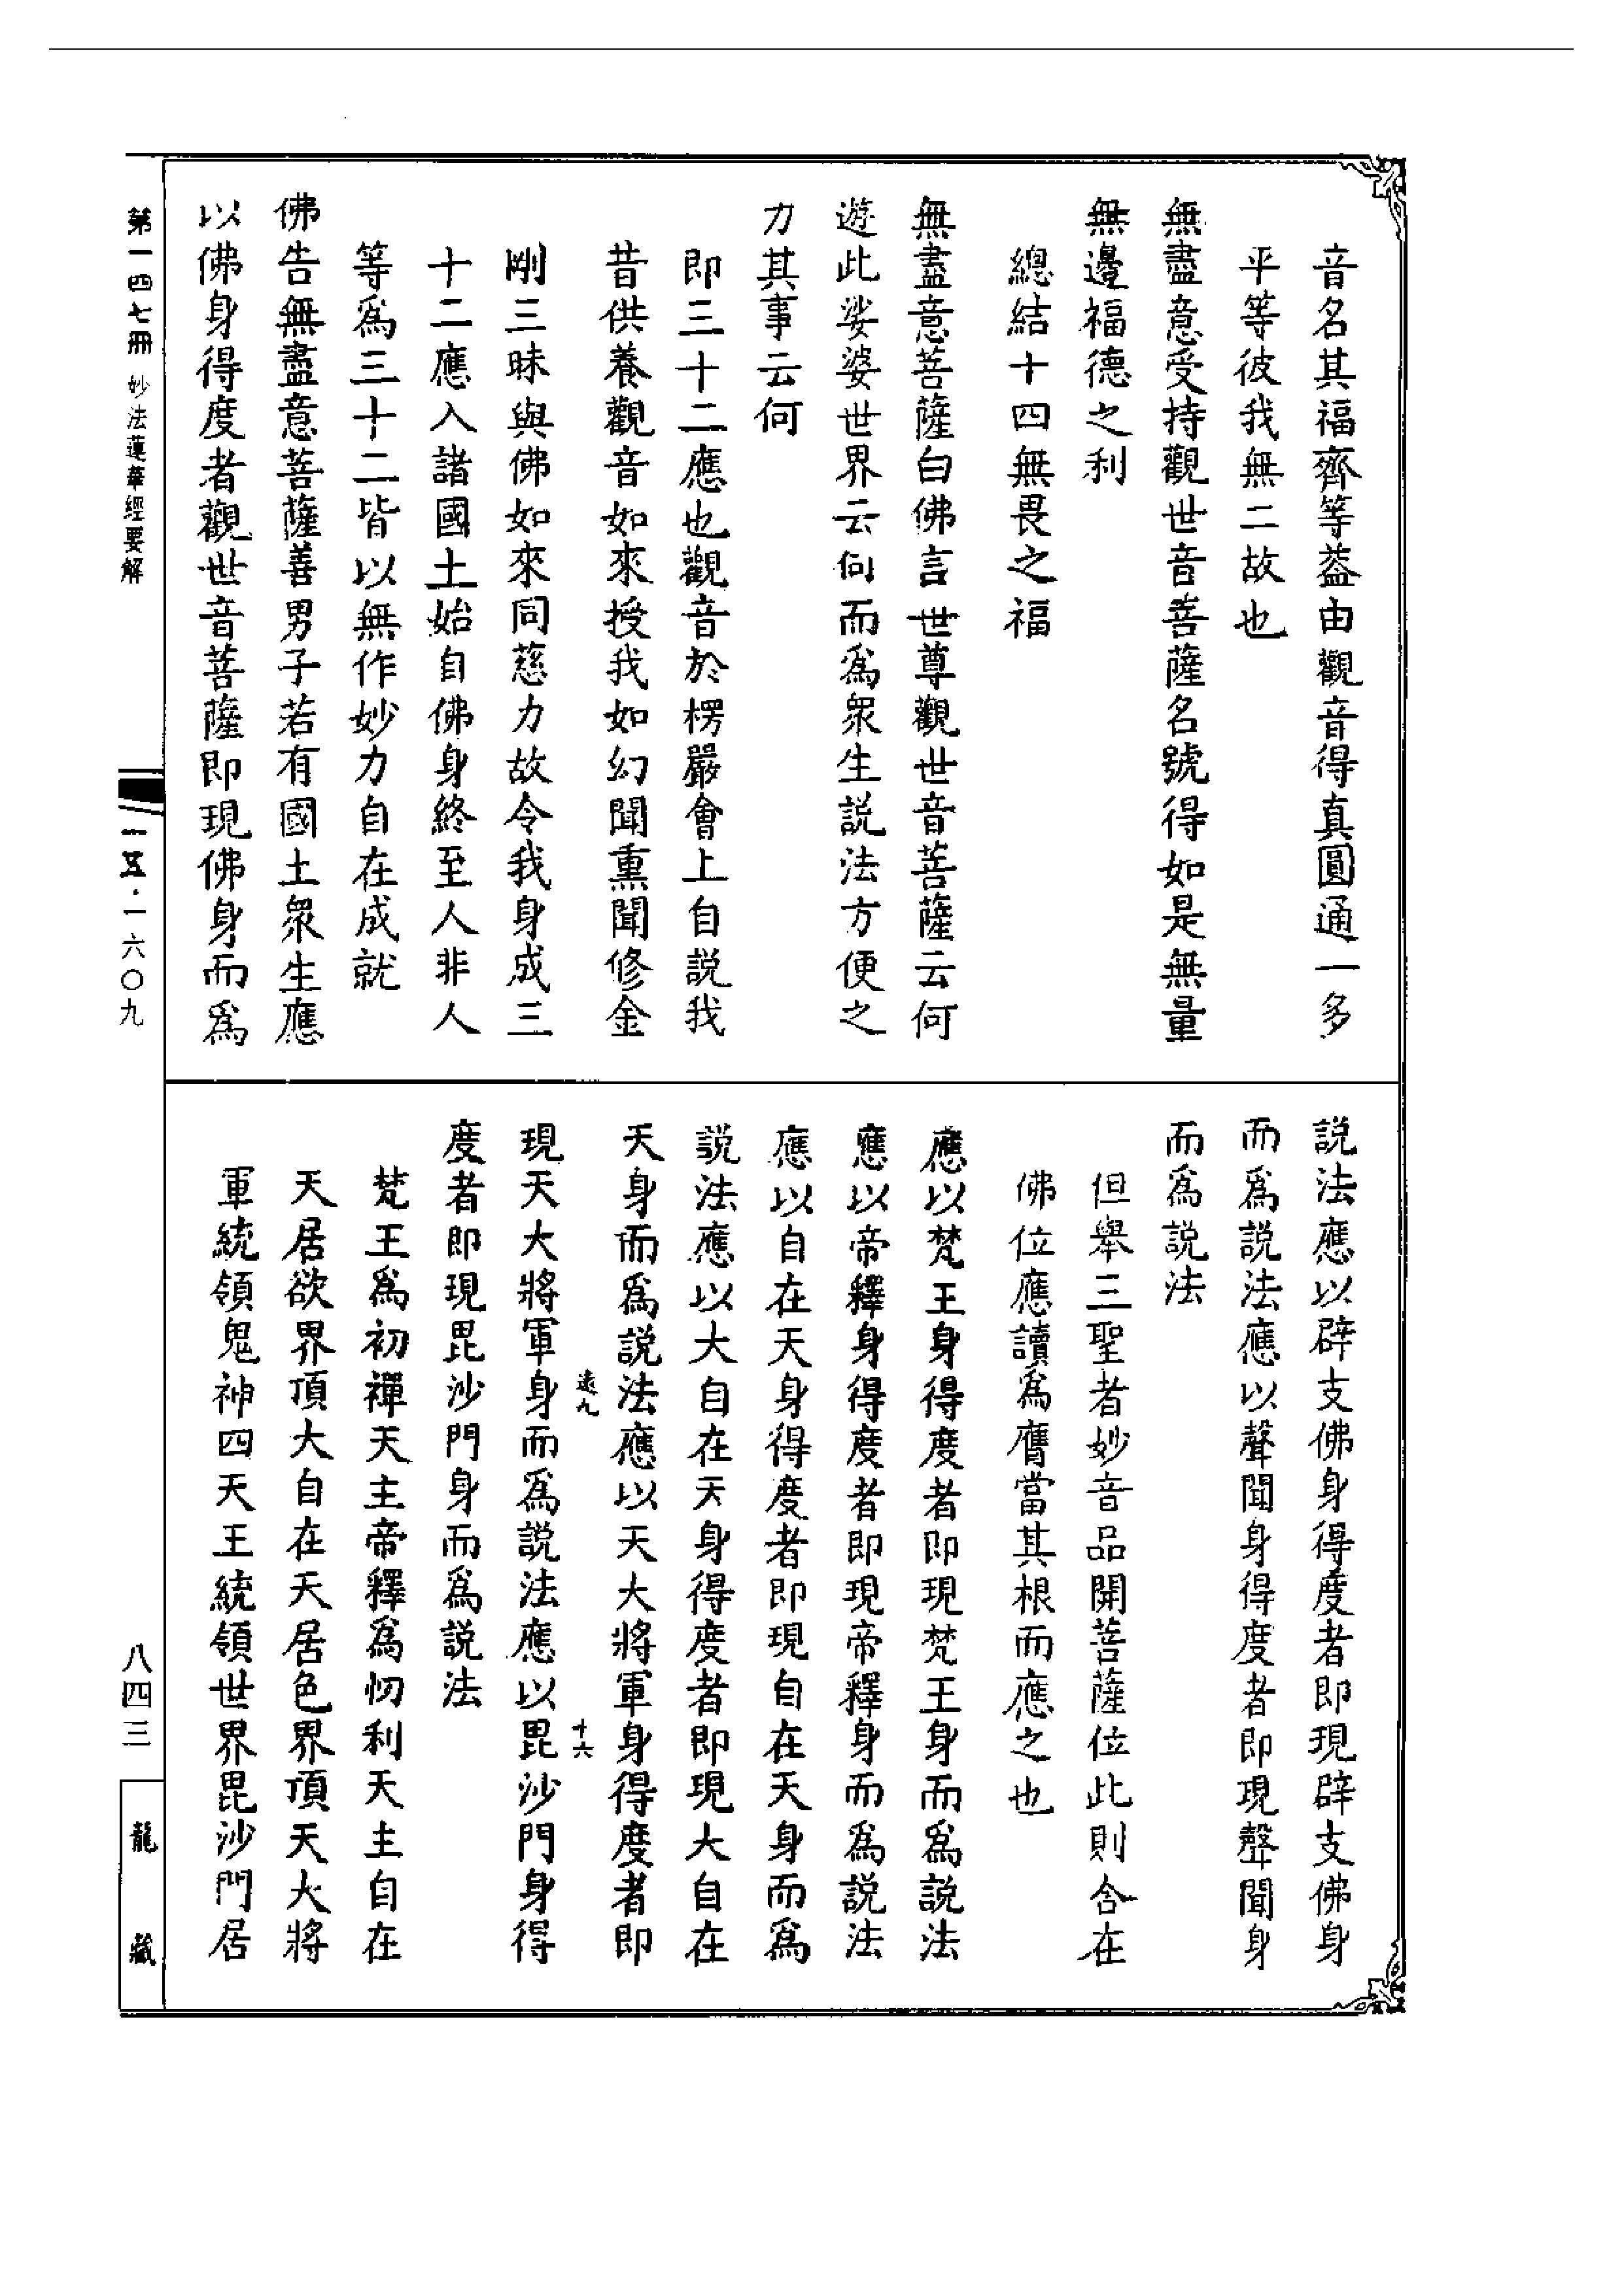 音名其福齊等葢由觀音得真圓通一多
平等彼我無二故也
無盡意受持觀世音菩薩名號得如是無量
無邊福德之利
總結十四無畏之福
無盡意菩薩白佛言世尊觀世音菩薩云何
遊此娑婆世界云何而爲衆生説法方便之
力其事云何
即三十二應也觀音於楞嚴會上自説我
昔供養觀音如來授我如幻聞熏聞修金
剛三昧與佛如來同慈力故令我身成三
十二應入諸國土始自佛身終至人非人
等爲三十二皆以無作妙力自在成就
佛告無盡意菩薩善男子若有國土衆生應
以佛身得度者觀世音菩薩即現佛身而爲
説法應以辟支佛身得度者即現辟支佛身
而爲説法應以聲聞身得度者即現聲聞身
而爲説法
但舉三聖者妙音品開菩薩位此則含在
佛位應讀爲膺當其根而應之也
應以梵王身得度者即現梵王身而爲説法
應以帝釋身得度者即現帝釋身而爲説法
應以自在天身得度者即現自在天身而爲
説法應以大自在天身得度者即現大自在
天身而爲説法應以天大將軍身得度者即
遠九
十六
現天大將軍身而爲説法應以毘沙門身得
度者即現毘沙門身而爲説法
梵王爲初禪天主帝釋爲忉利天主自在
天居欲界頂大自在天居色界頂天大將
軍統領鬼神四天王統領世界毘沙門居
第一四七冊 妙法蓮華經要解
一五·一六〇九
八四三
龍藏